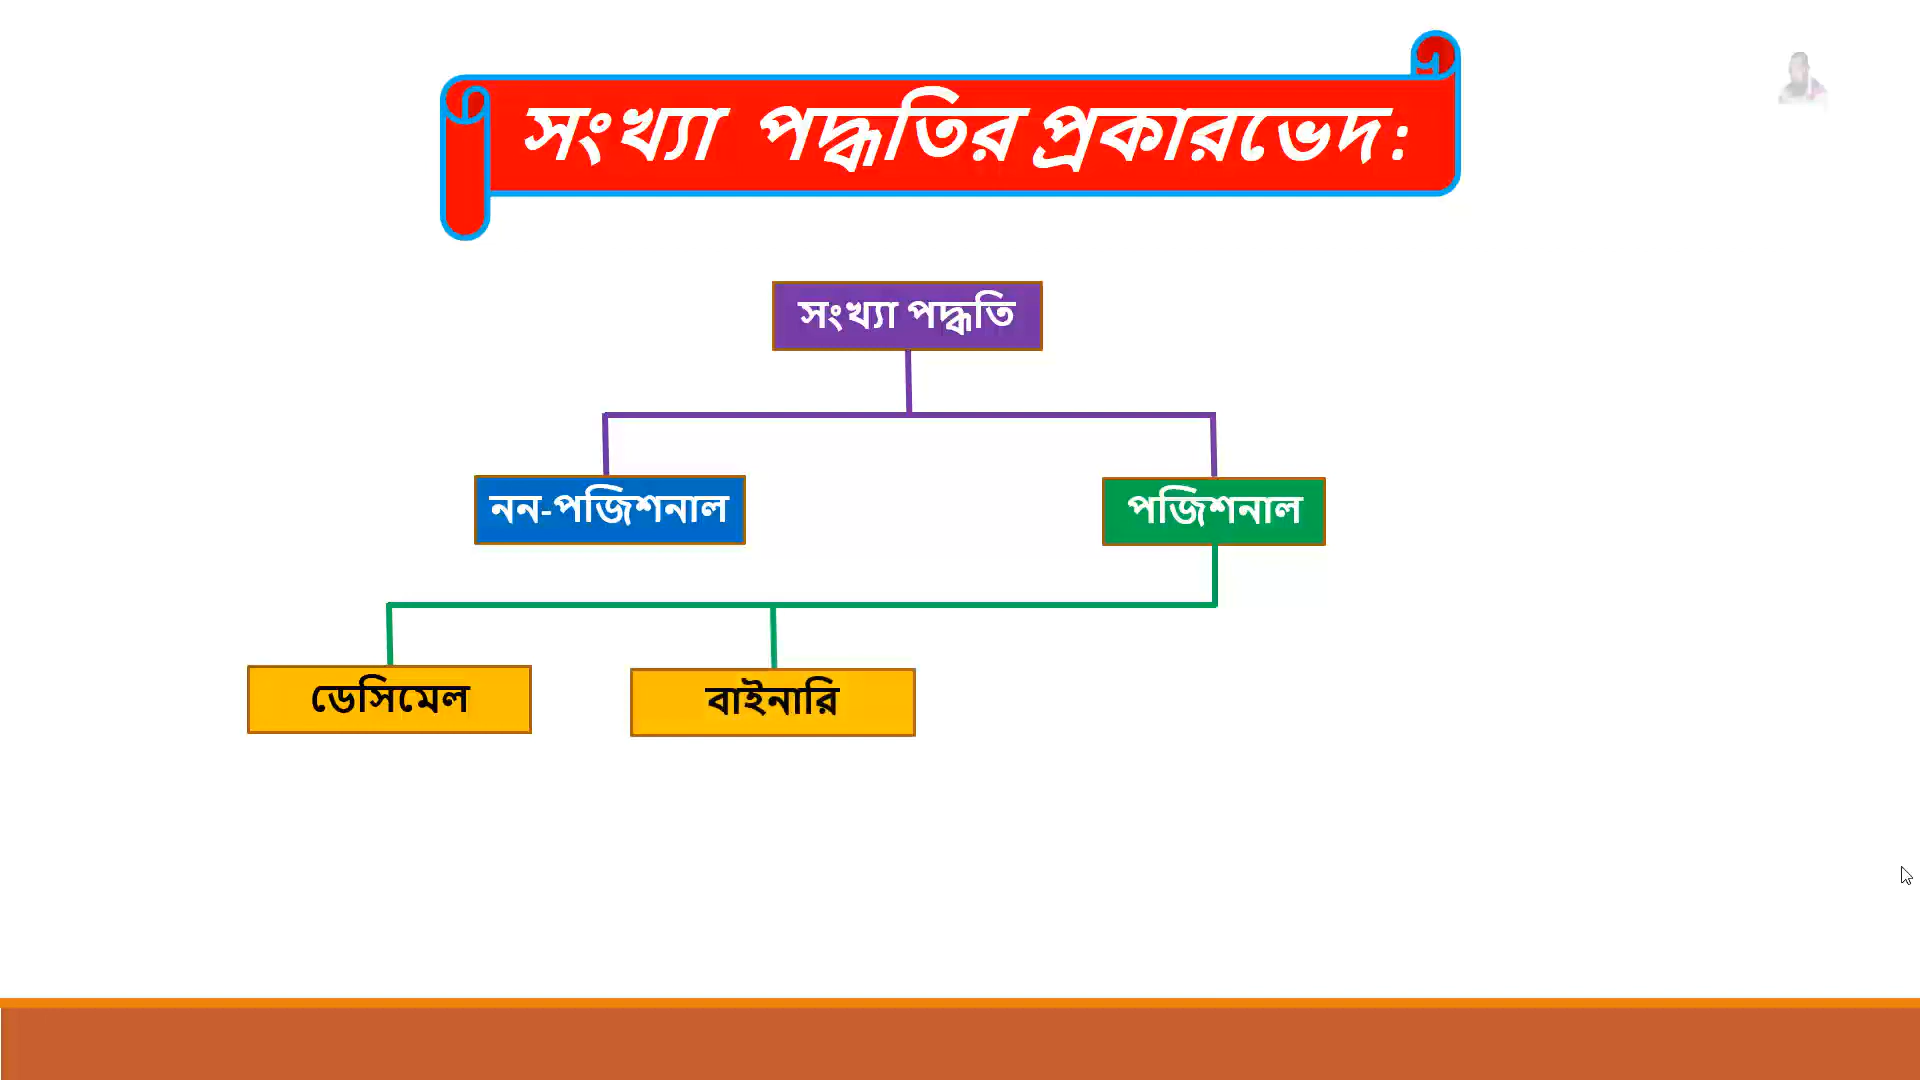 সংখ্যা পদ্ধতির প্রকারভেদ:
সংখ্যা পদ্ধতি
নন-পজিশনাল
পজিশনাল
ডেসিমেল
বাইনারি